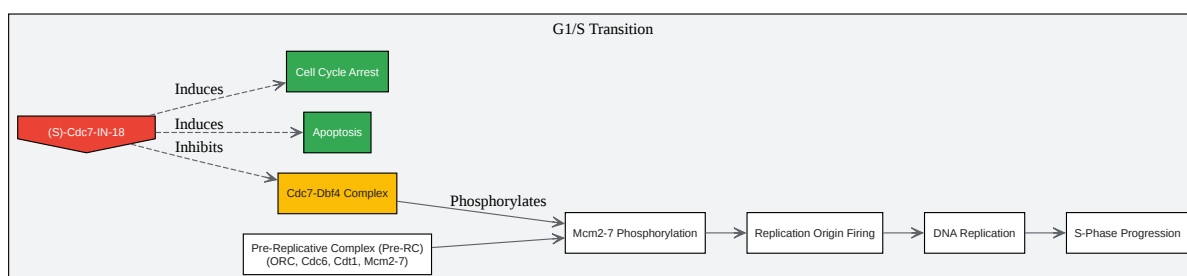 G1/S Transition
Cell Cycle Arrest
Induces
(S)-Cdc7-IN-18
Induces
Apoptosis
Inhibits
Cdc7-Dbf4 Complex
Phosphorylates
Pre-Replicative Complex (Pre-RC)
(ORC, Cdc6, Cdt1, Mcm2-7)
Mcm2-7 Phosphorylation
Replication Origin Firing
DNA Replication
S-Phase Progression